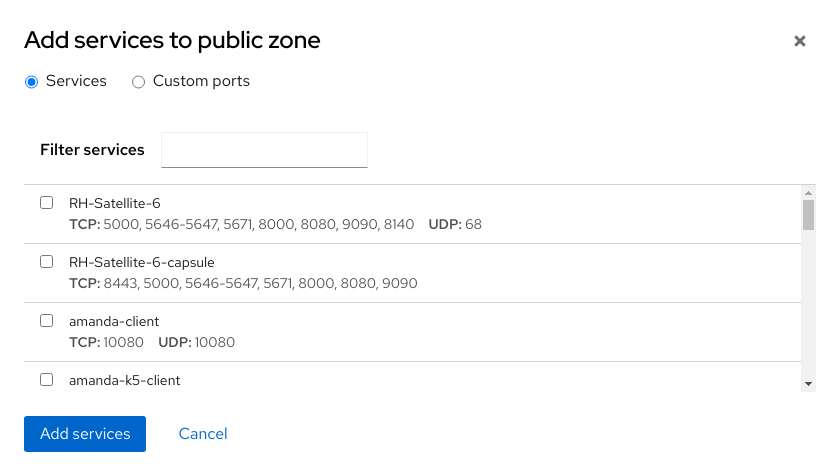 Add services to public zone
Services Custom ports
Filter services
RH-Satellite-6
TCP: 5000, 5646-5647, 5671, 8000, 8080, 9090, 8140 UDP: 68
RH-Satellite-6-capsule
TCP: 8443, 5000, 5646-5647, 5671, 8000, 8080, 9090
amanda-client
TCP: 10080 UDP: 10080
amanda-k5-client
Add services Cancel